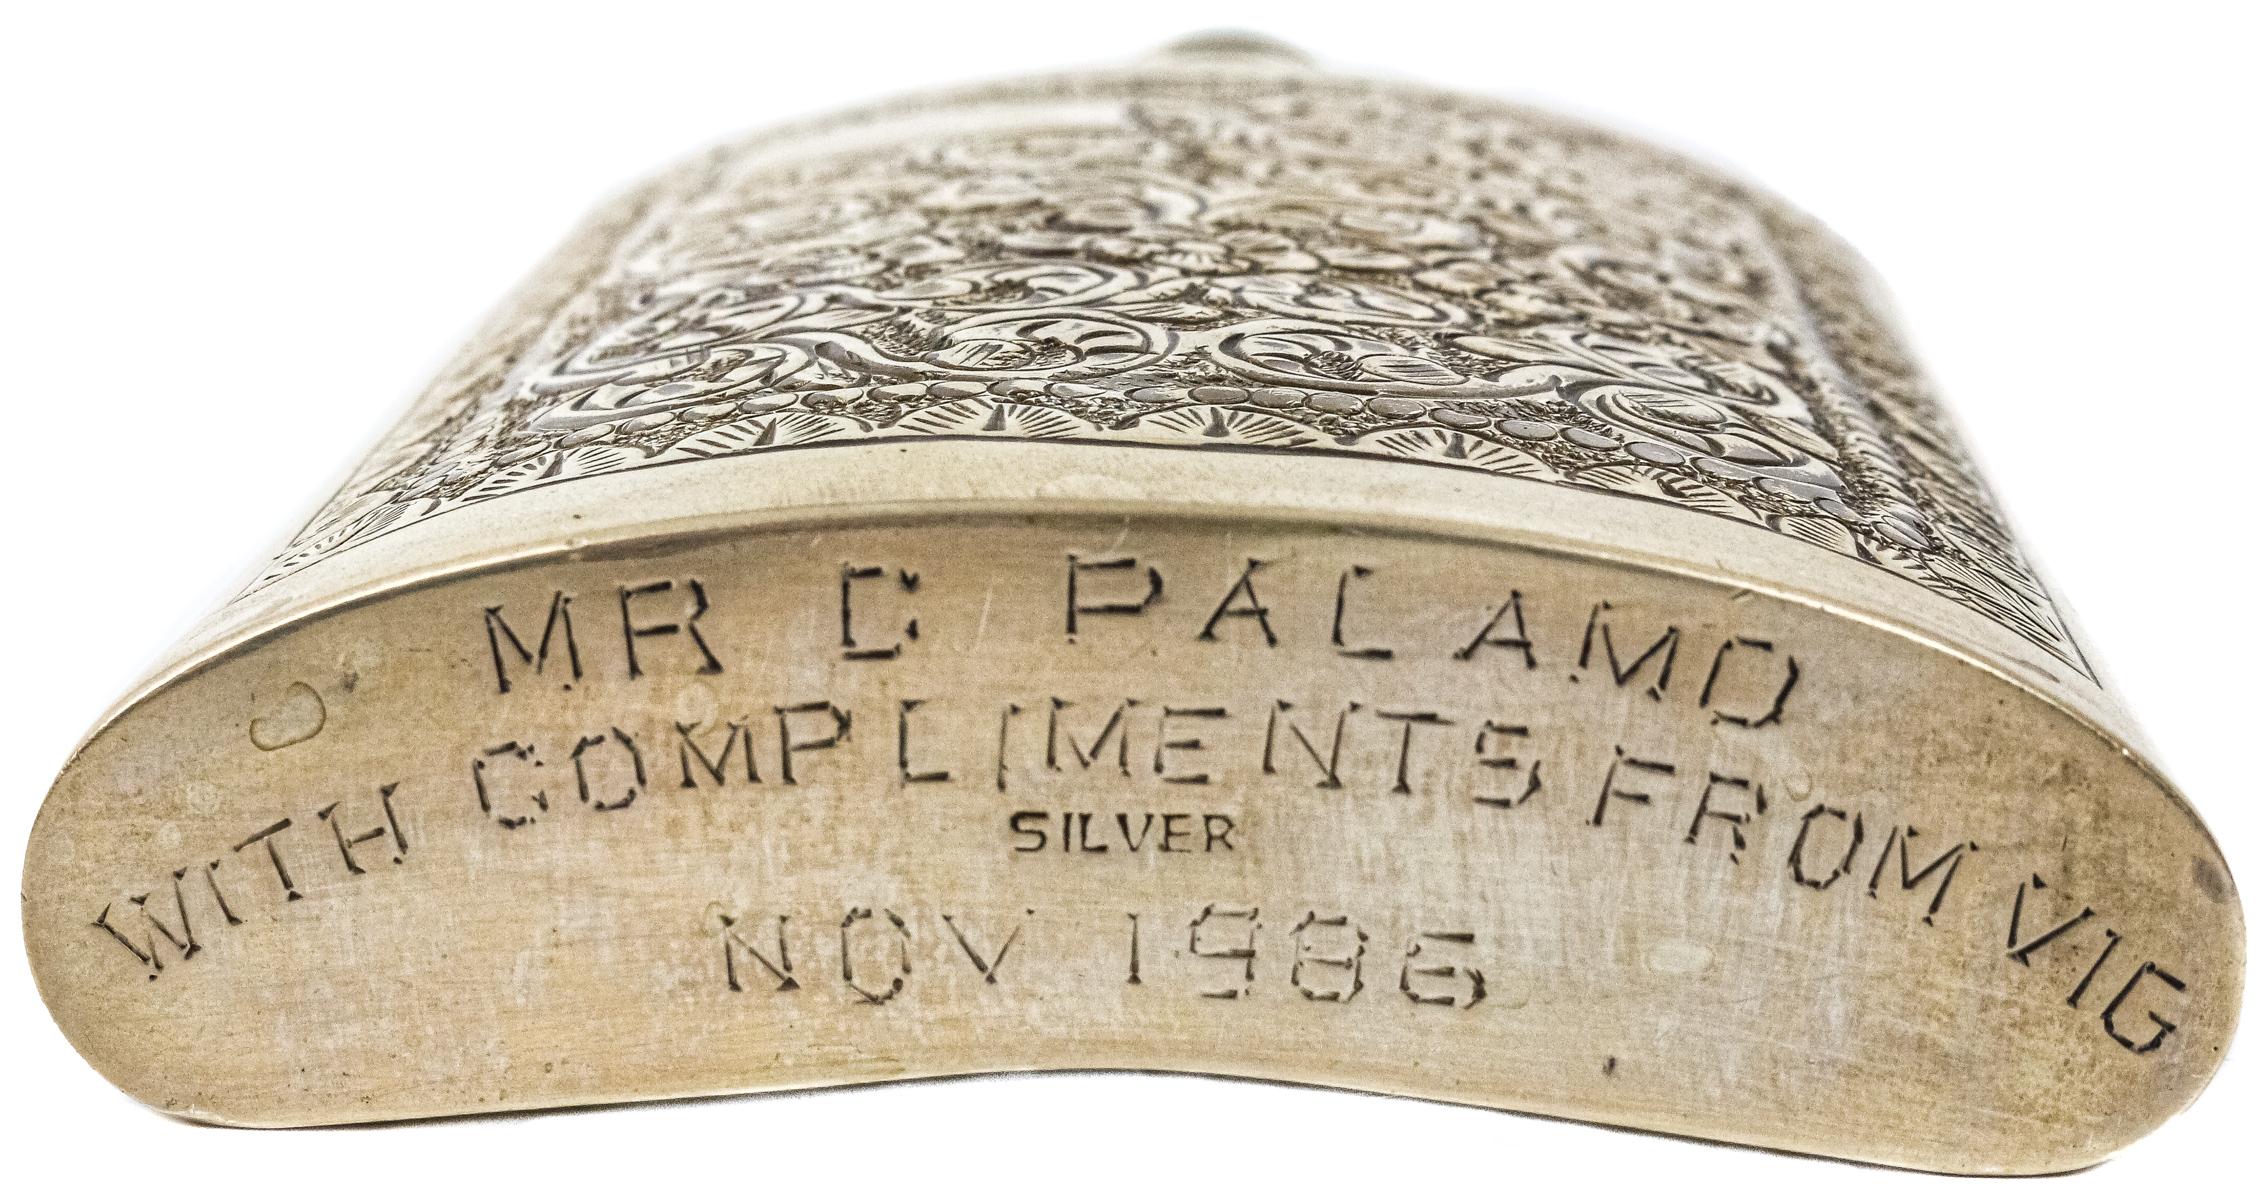 MR C PALAMO
WITH COMPLIMENTS FROM VIG
SILVER
NOV 1986